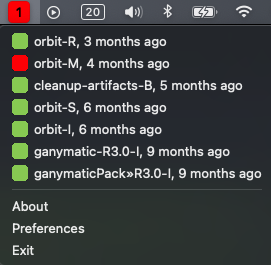 1 20
orbit-R, 3 months ago
orbit-M, 4 months ago
cleanup-artifacts-B, 5 months ago
orbit-S, 6 months ago
orbit-I, 6 months ago
ganymatic-R3.0-I, 9 months ago
ganymaticPack»R3.0-I, 9 months ago
About
Preferences
Exit